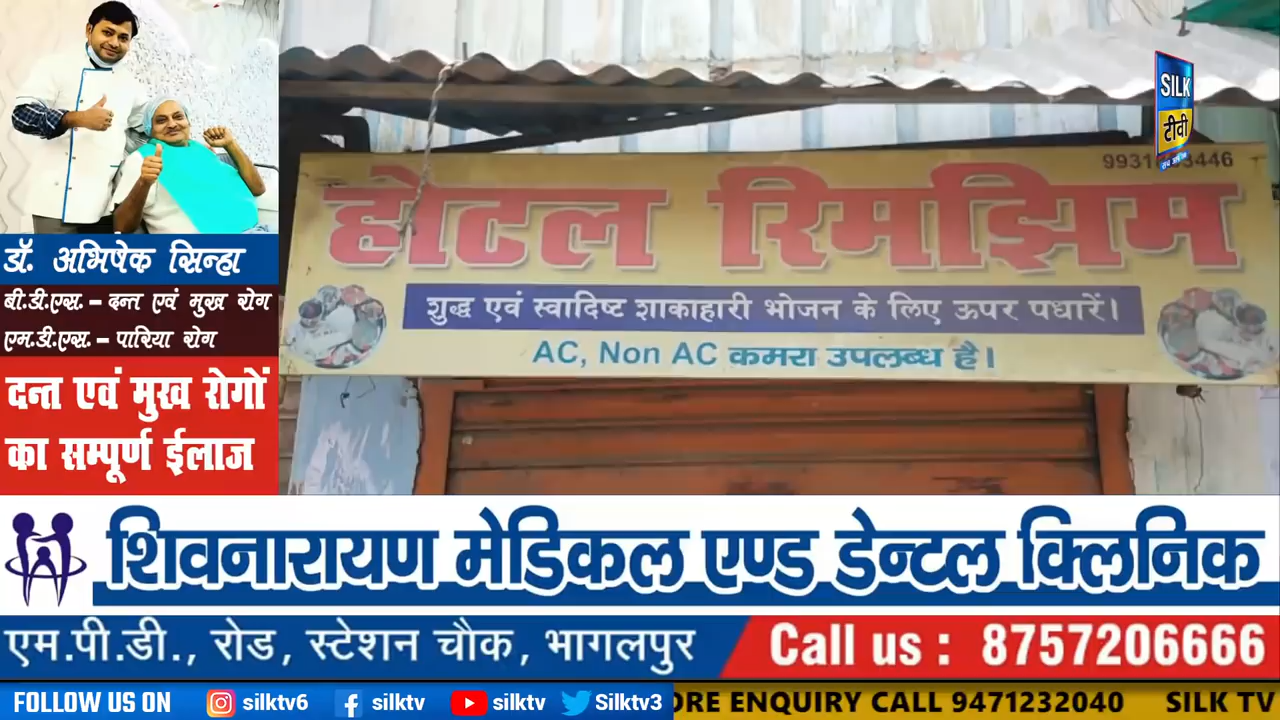 SILK
टीवी
होटल रिमझिम
शुद्ध एवं स्वादिष्ट शाकाहारी भोजन के लिए ऊपर पधारें।
AC, Non AC कमरा उपलब्ध है।
डॉ. अभिषेक सिन्हा
बी.डी.एस. – दन्त एवं मुख रोग
एम.डी.एस. – पारिया रोग
दन्त एवं मुख रोगों
का सम्पूर्ण ईलाज
शिवनारायण मेडिकल एण्ड डेन्टल क्लिनिक
एम.पी.डी., रोड, स्टेशन चौक, भागलपुर
Call us : 8757206666
FOLLOW US ON silktv6 silktv silktv Silktv3
ENQUIRY CALL 9471232040 SILK TV